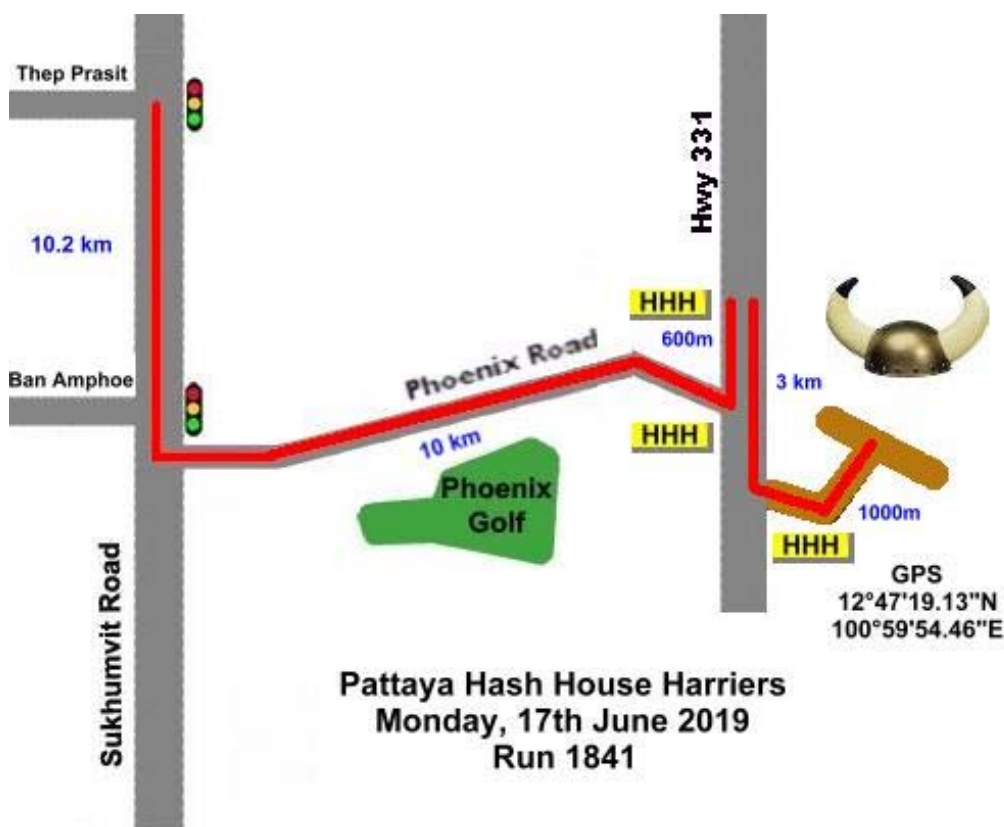 Thep Prasit
10.2 km
Ban Amphoe
Sukhumvit Road
Phoenix Road
10 km
Phoenix
Golf
Hwy 331
HHH
600m
HHH
3 km
1000m
HHH
GPS
12°47'19.13"N
100°59'54.46"E
Pattaya Hash House Harriers
Monday, 17th June 2019
Run 1841